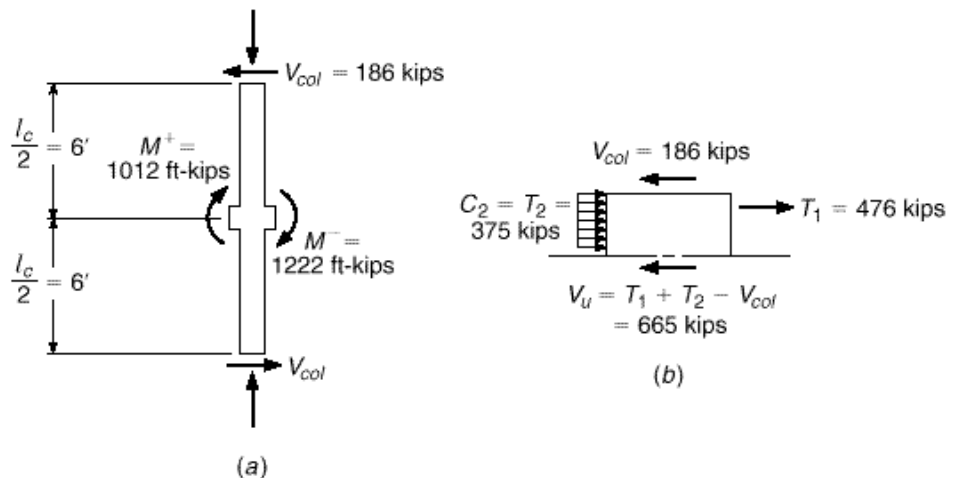 V_col = 186 kips
l_c/2 = 6′
M⁺ =
1012 ft-kips
M⁻ =
1222 ft-kips
l_c/2 = 6′
V_col
(a)
V_col = 186 kips
C₂ = T₂ =
375 kips
T₁ = 476 kips
V_u = T₁ + T₂ − V_col
= 665 kips
(b)